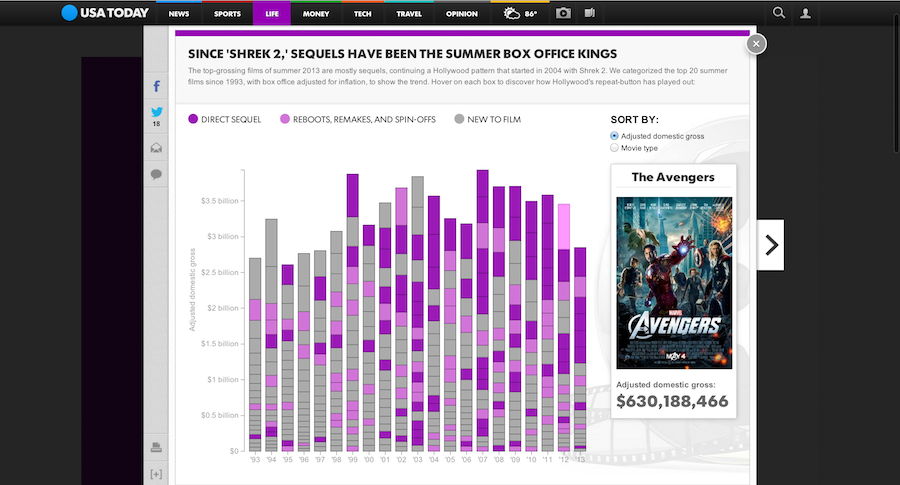 USA TODAY
NEWS
SPORTS
LIFE
MONEY
TECH
TRAVEL
OPINION
86°
18
SINCE 'SHREK 2,' SEQUELS HAVE BEEN THE SUMMER BOX OFFICE KINGS
The top-grossing films of summer 2013 are mostly sequels, continuing a Hollywood pattern that started in 2004 with Shrek 2. We categorized the top 20 summer
films since 1993, with box office adjusted for inflation, to show the trend. Hover on each box to discover how Hollywood's repeat-button has played out:
DIRECT SEQUEL
REBOOTS, REMAKES, AND SPIN-OFFS
NEW TO FILM
SORT BY:
Adjusted domestic gross
Movie type
Adjusted domestic gross
$3.5 billion
$3 billion
$2.5 billion
$2 billion
$1.5 billion
$1 billion
$0.5 billion
$0
'93 '94 '95 '96 '97 '98 '99 '00 '01 '02 '03 '04 '05 '06 '07 '08 '09 '10 '11 '12 '13
The Avengers
MARVEL
AVENGERS
MAY 4
Adjusted domestic gross:
$630,188,466